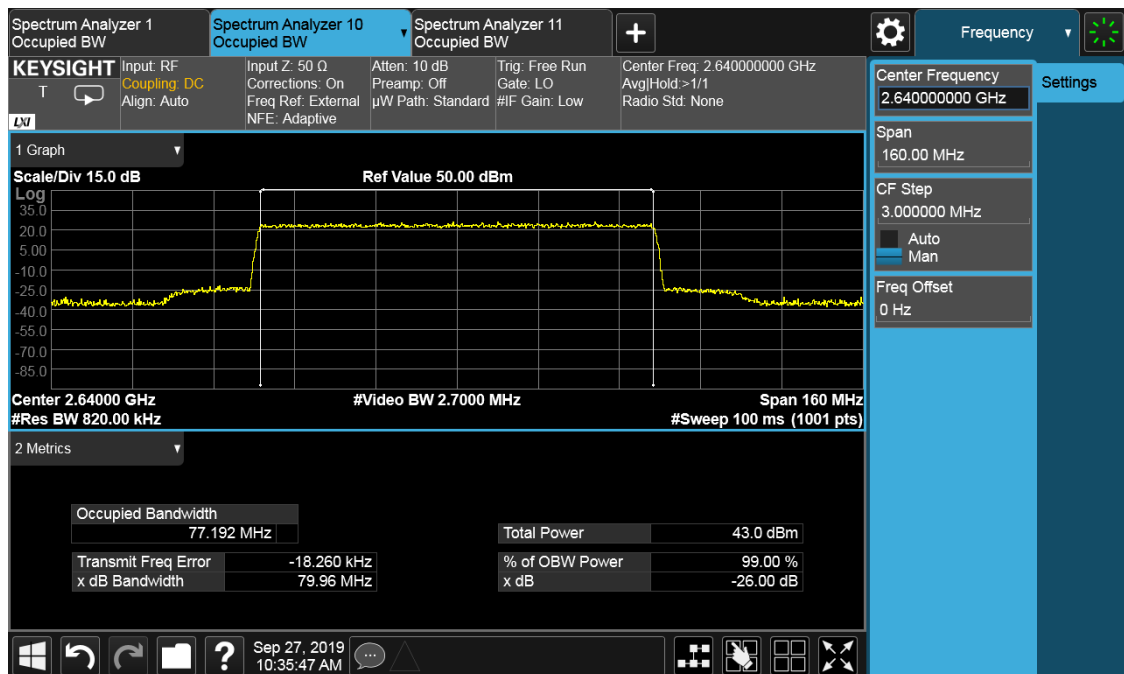 Spectrum Analyzer 1
Occupied BW
Spectrum Analyzer 10
Occupied BW
Spectrum Analyzer 11
Occupied BW
+
Frequency
KEYSIGHT
T
LXI
Input: RF
Coupling: DC
Align: Auto
Input Z: 50 Ω
Corrections: On
Freq Ref: External
NFE: Adaptive
Atten: 10 dB
Preamp: Off
µW Path: Standard
Trig: Free Run
Gate: LO
#IF Gain: Low
Center Freq: 2.640000000 GHz
Avg|Hold:>1/1
Radio Std: None
Center Frequency
2.640000000 GHz
Settings
Span
160.00 MHz
CF Step
3.000000 MHz
Auto
Man
Freq Offset
0 Hz
1 Graph
Scale/Div 15.0 dB
Ref Value 50.00 dBm
Log
35.0
20.0
5.00
-10.0
-25.0
-40.0
-55.0
-70.0
-85.0
Center 2.64000 GHz
#Video BW 2.7000 MHz
Span 160 MHz
#Res BW 820.00 kHz
#Sweep 100 ms (1001 pts)
2 Metrics
Occupied Bandwidth
77.192 MHz
Total Power 43.0 dBm
Transmit Freq Error -18.260 kHz
% of OBW Power 99.00 %
x dB Bandwidth 79.96 MHz
x dB -26.00 dB
?
Sep 27, 2019
10:35:47 AM